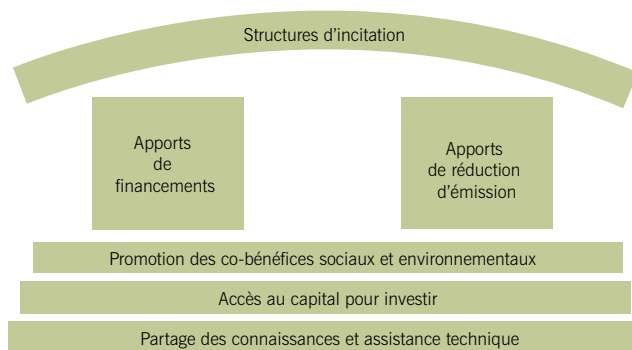 Structures d'incitation
Apports
de
financements
Apports
de réduction
d'émission
Promotion des co-bénéfices sociaux et environnementaux
Accès au capital pour investir
Partage des connaissances et assistance technique